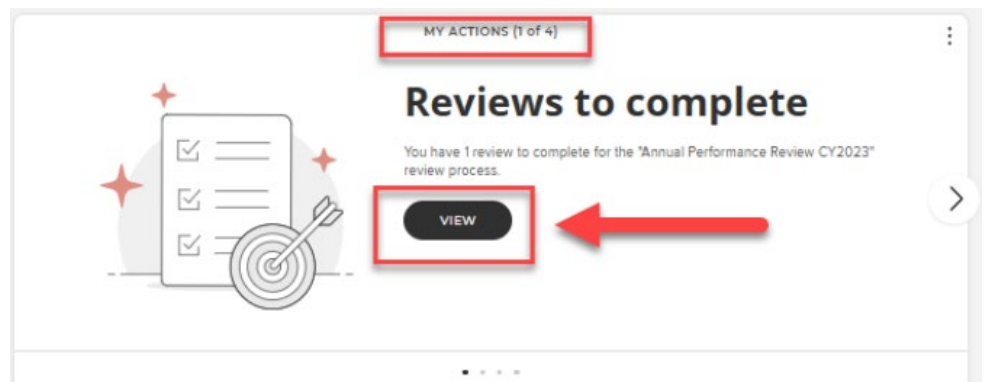 MY ACTIONS (1 of 4)
Reviews to complete
You have 1 review to complete for the "Annual Performance Review CY2023"
review process.
VIEW